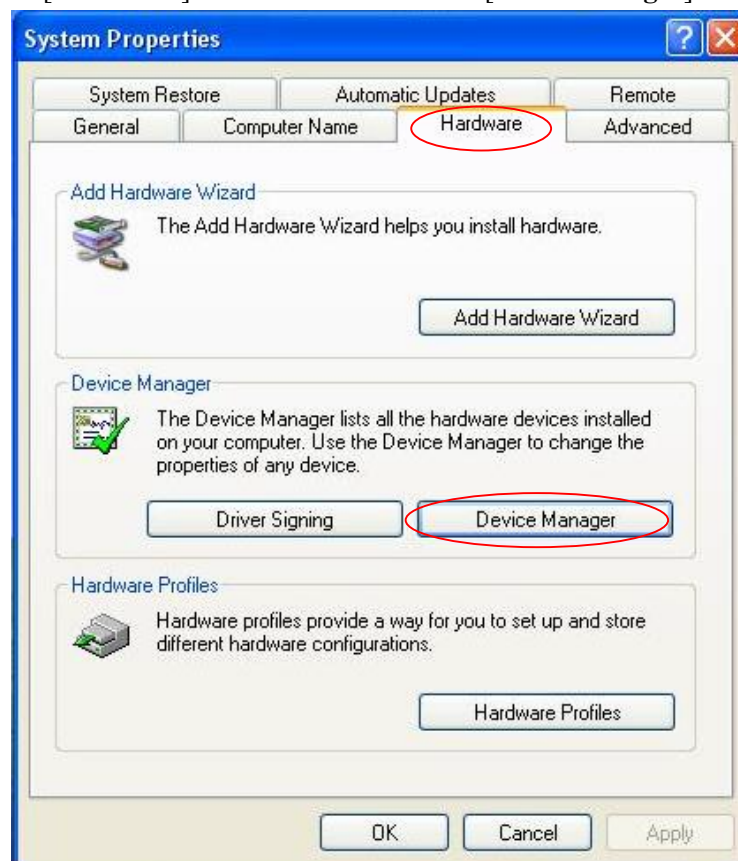 System Properties
System Restore Automatic Updates Remote
General Computer Name Hardware Advanced
Add Hardware Wizard
The Add Hardware Wizard helps you install hardware.
Add Hardware Wizard
Device Manager
The Device Manager lists all the hardware devices installed
on your computer. Use the Device Manager to change the
properties of any device.
Driver Signing Device Manager
Hardware Profiles
Hardware profiles provide a way for you to set up and store
different hardware configurations.
Hardware Profiles
OK Cancel Apply